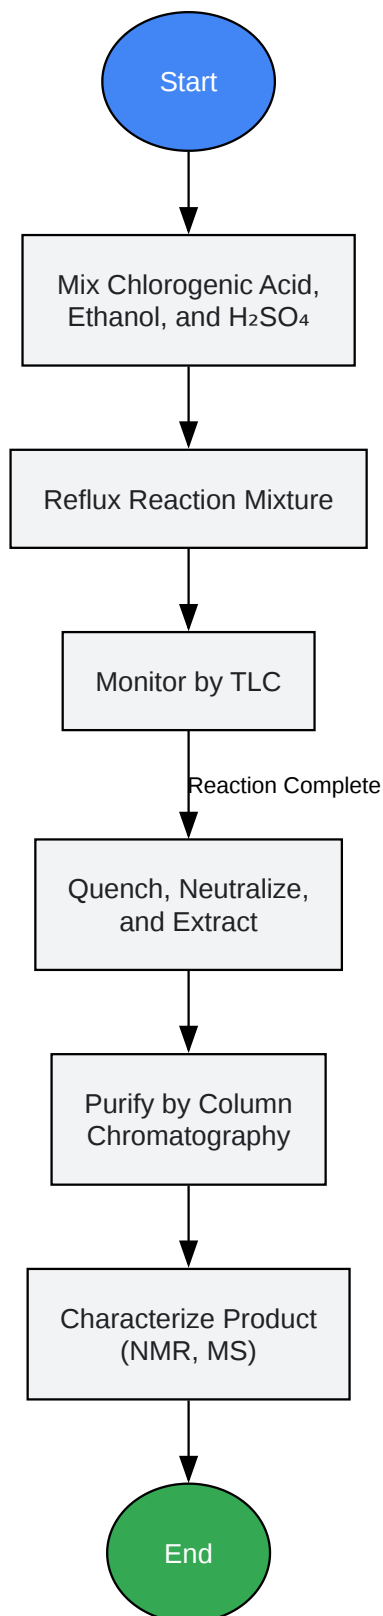 Start
Mix Chlorogenic Acid,
Ethanol, and H₂SO₄
Reflux Reaction Mixture
Monitor by TLC
Reaction Complete
Quench, Neutralize,
and Extract
Purify by Column
Chromatography
Characterize Product
(NMR, MS)
End